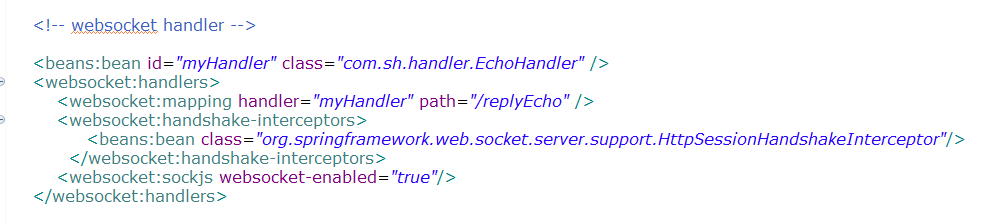 <!-- websocket handler -->
<beans:bean id="myHandler" class="com.sh.handler.EchoHandler" />
<websocket:handlers>
<websocket:mapping handler="myHandler" path="/replyEcho" />
<websocket:handshake-interceptors>
<beans:bean class="org.springframework.web.socket.server.support.HttpSessionHandshakeInterceptor"/>
</websocket:handshake-interceptors>
<websocket:sockjs websocket-enabled="true"/>
</websocket:handlers>